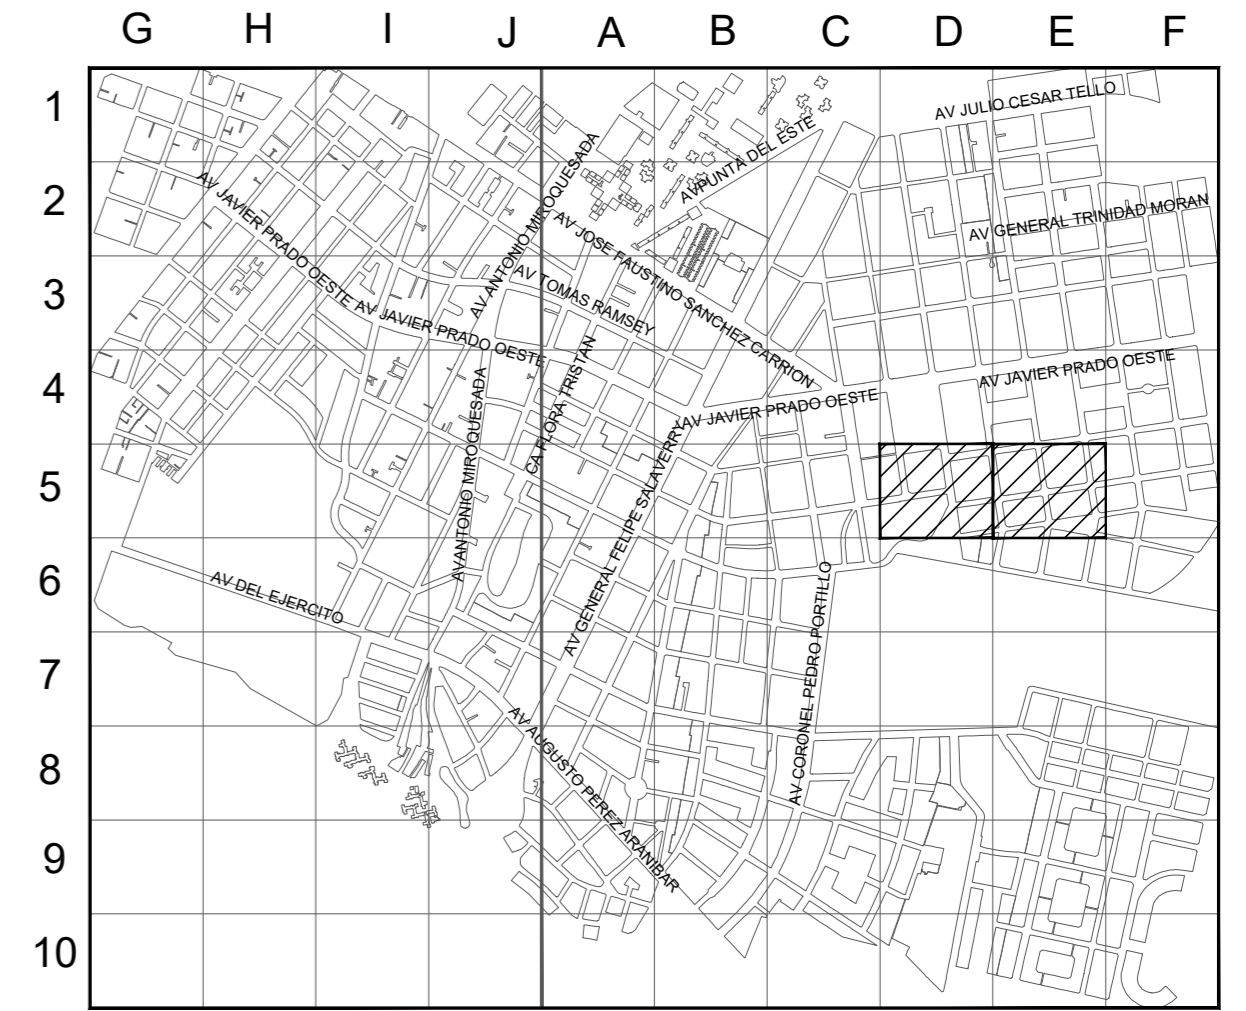 G H I J A B C D E F
1
AV JULIO CESAR TELLO
AV PUNTA DEL ESTE
AV ANTONIO MIROQUESADA
2
AV JAVIER PRADO OESTE
AV JOSE FAUSTINO SANCHEZ CARRION
AV GENERAL TRINIDAD MORAN
3
AV TOMAS RAMSEY
AV JAVIER PRADO OESTE
4
CA FLORA TRISTAN
AV JAVIER PRADO OESTE
AV JAVIER PRADO OESTE
AVANTONIO MIROQUESADA
AV GENERAL FELIPE SALAVERRY
5
6
AV DEL EJERCITO
AV CORONEL PEDRO PORTILLO
7
AV AUGUSTO PEREZ ARANIBAR
8
9
10